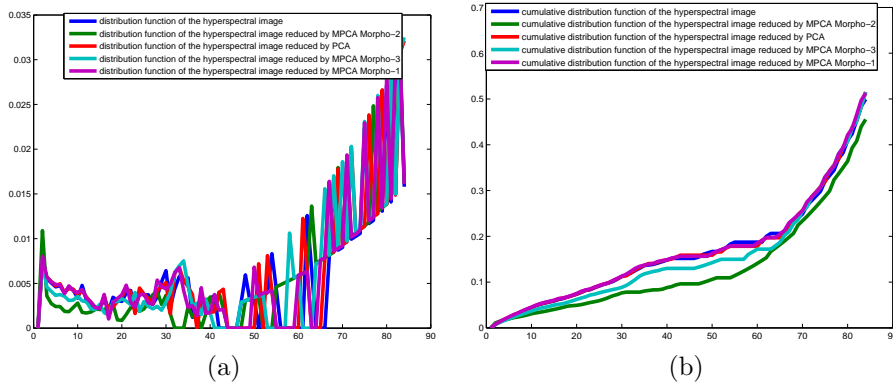 0.035
0.03
0.025
0.02
0.015
0.01
0.005
0
0 10 20 30 40 50 60 70 80 90
distribution function of the hyperspectral image
distribution function of the hyperspectral image reduced by MPCA Morpho−2
distribution function of the hyperspectral image reduced by PCA
distribution function of the hyperspectral image reduced by MPCA Morpho−3
distribution function of the hyperspectral image reduced by MPCA Morpho−1
(a)
0.7
0.6
0.5
0.4
0.3
0.2
0.1
0
0 10 20 30 40 50 60 70 80 90
cumulative distribution function of the hyperspectral image
cumulative distribution function of the hyperspectral image reduced by MPCA Morpho−2
cumulative distribution function of the hyperspectral image reduced by PCA
cumulative distribution function of the hyperspectral image reduced by MPCA Morpho−3
cumulative distribution function of the hyperspectral image reduced by MPCA Morpho−1
(b)